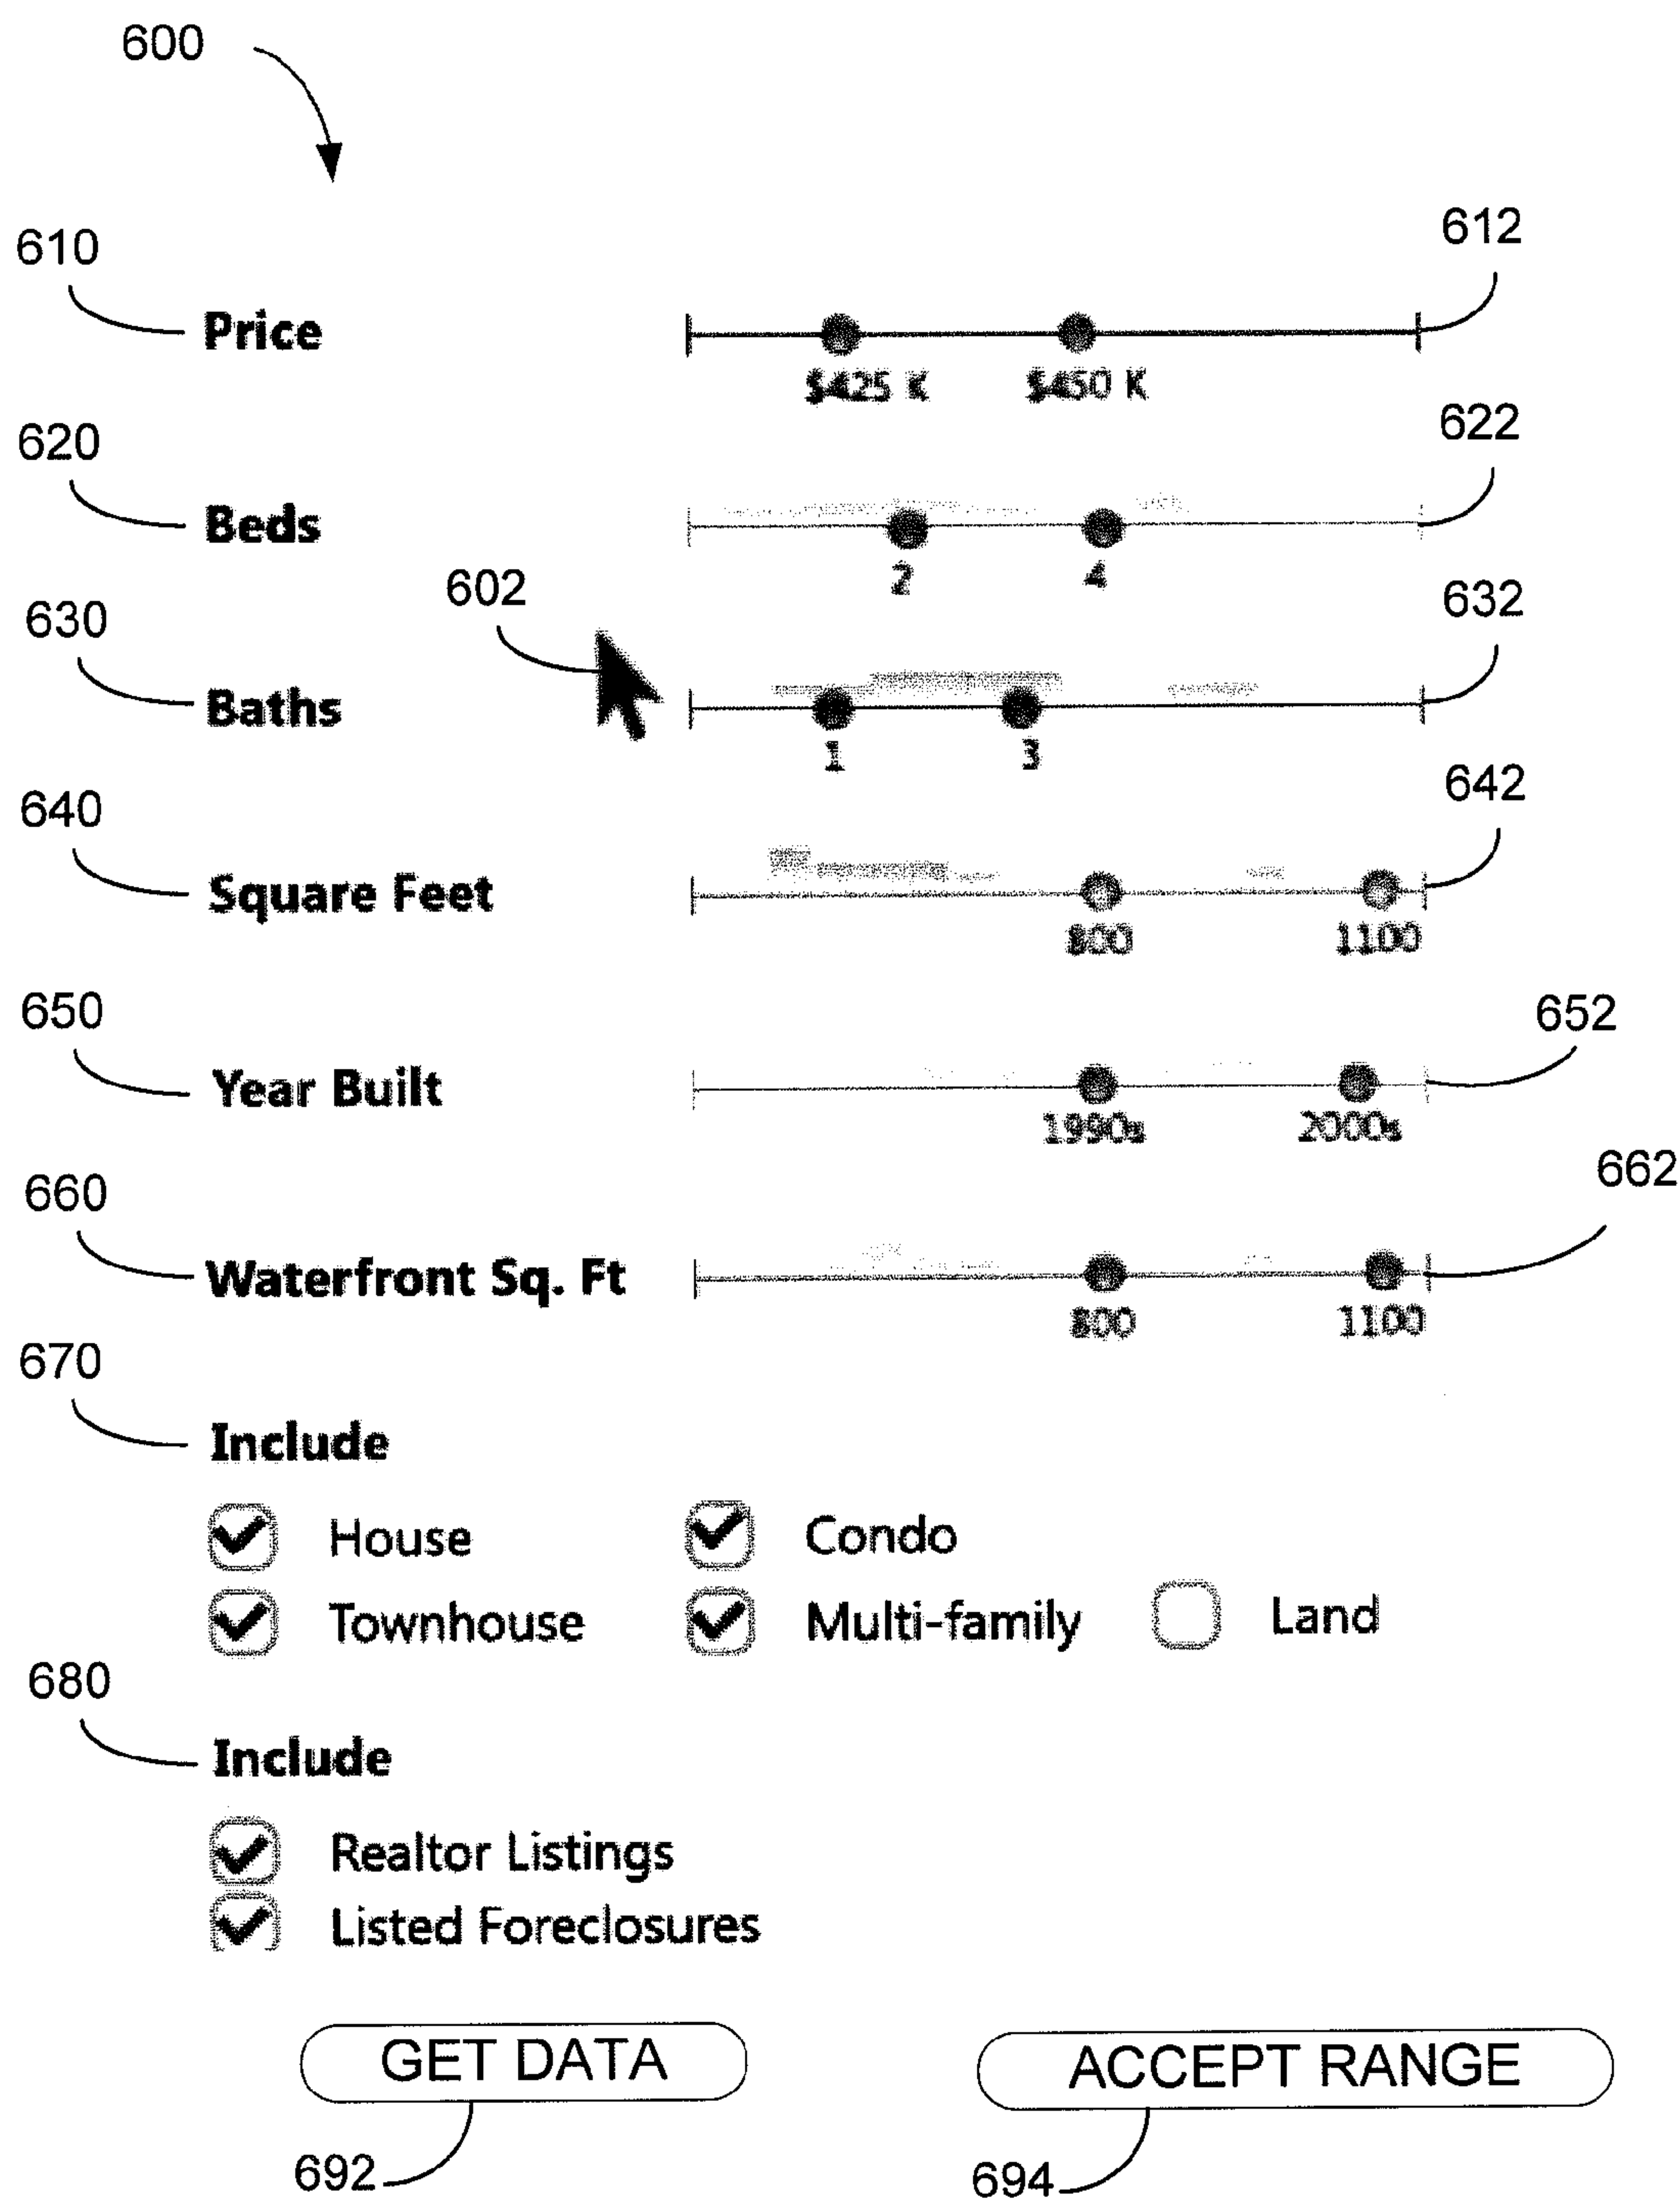 600
610
Price
612
$425 K $450 K
620
Beds
622
2 4
602
630
Baths
632
1 3
640
Square Feet
642
800 1100
650
Year Built
652
1990s 2000s
660
Waterfront Sq. Ft
662
800 1100
670
Include
House Condo
Townhouse Multi-family Land
680
Include
Realtor Listings
Listed Foreclosures
GET DATA ACCEPT RANGE
692 694